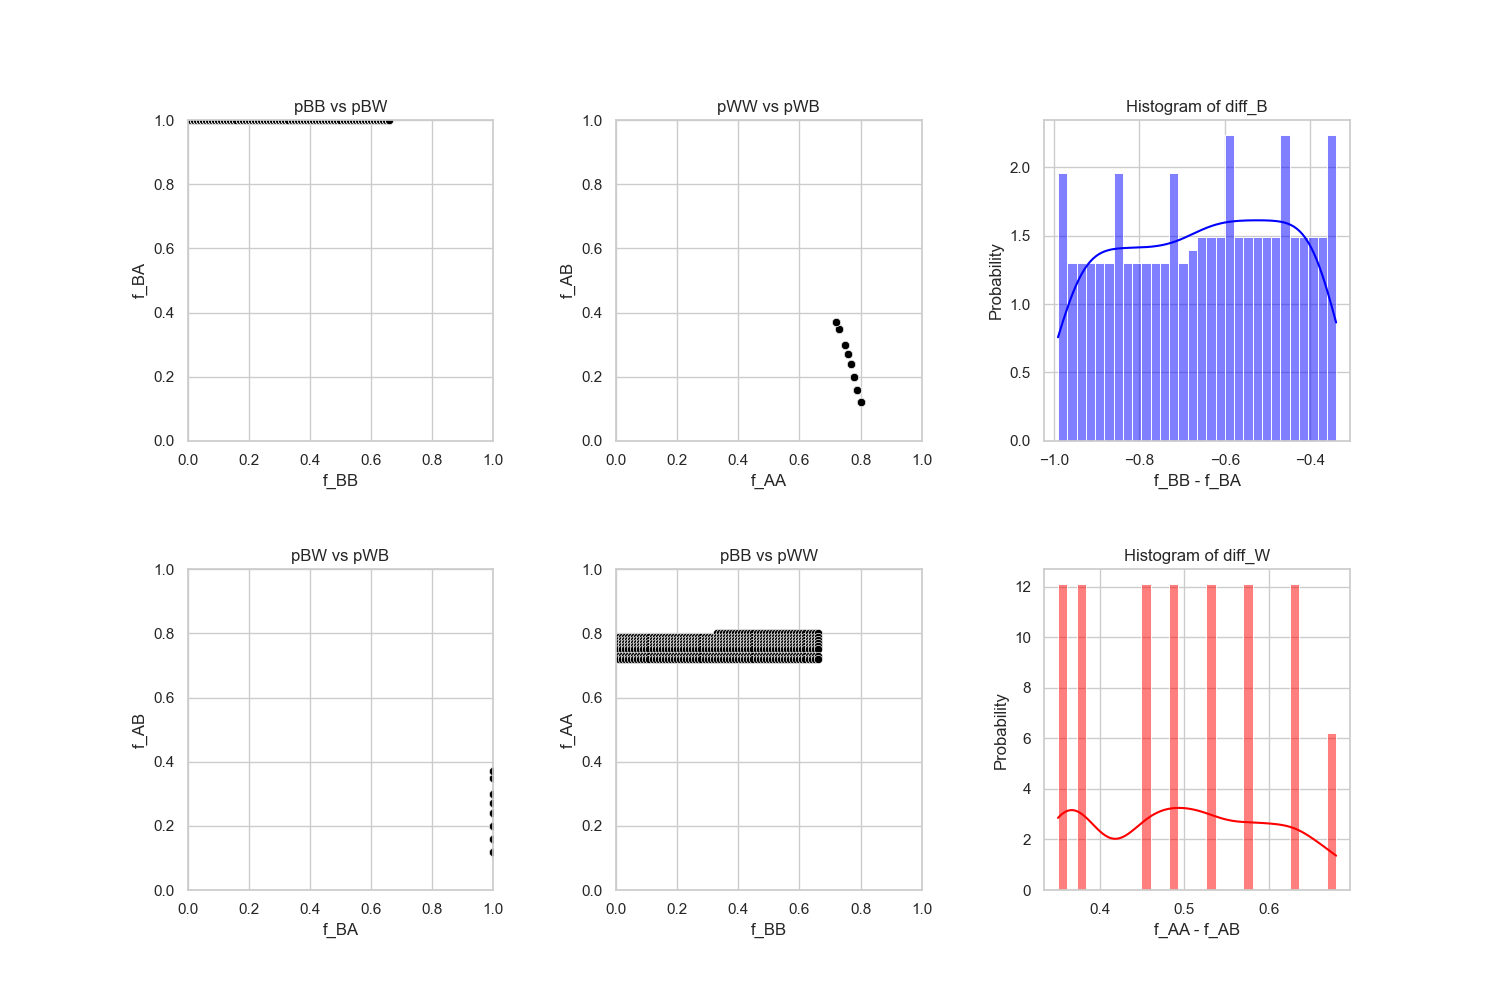 pBB vs pBW
1.0
0.8
0.6
0.4
0.2
0.0
f_BA
0.0 0.2 0.4 0.6 0.8 1.0
f_BB
pWW vs pWB
1.0
0.8
0.6
0.4
0.2
0.0
f_AB
0.0 0.2 0.4 0.6 0.8 1.0
f_AA
Histogram of diff_B
2.0
1.5
1.0
0.5
0.0
Probability
−1.0 −0.8 −0.6 −0.4
f_BB - f_BA
pBW vs pWB
1.0
0.8
0.6
0.4
0.2
0.0
f_AB
0.0 0.2 0.4 0.6 0.8 1.0
f_BA
pBB vs pWW
1.0
0.8
0.6
0.4
0.2
0.0
f_AA
0.0 0.2 0.4 0.6 0.8 1.0
f_BB
Histogram of diff_W
12
10
8
6
4
2
0
Probability
0.4 0.5 0.6
f_AA - f_AB